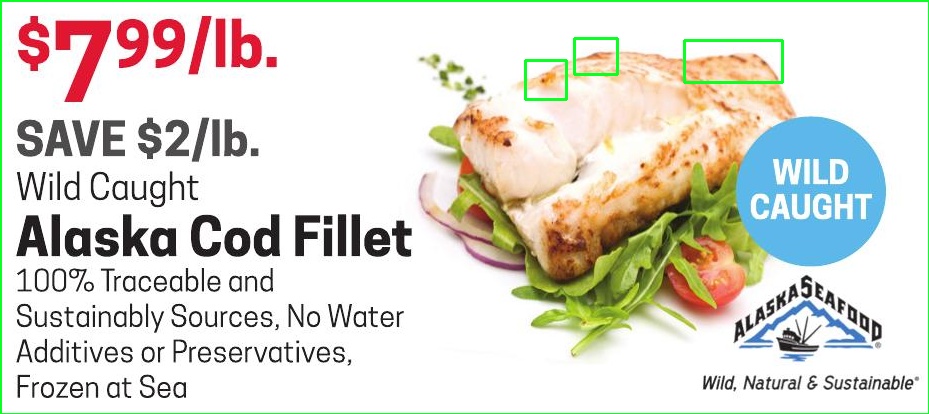 $7.99/lb.
SAVE $2/lb.
Wild Caught
Alaska Cod Fillet
100% Traceable and
Sustainably Sources, No Water
Additives or Preservatives,
Frozen at Sea
WILD
CAUGHT
ALASKA SEAFOOD®
Wild, Natural & Sustainable®